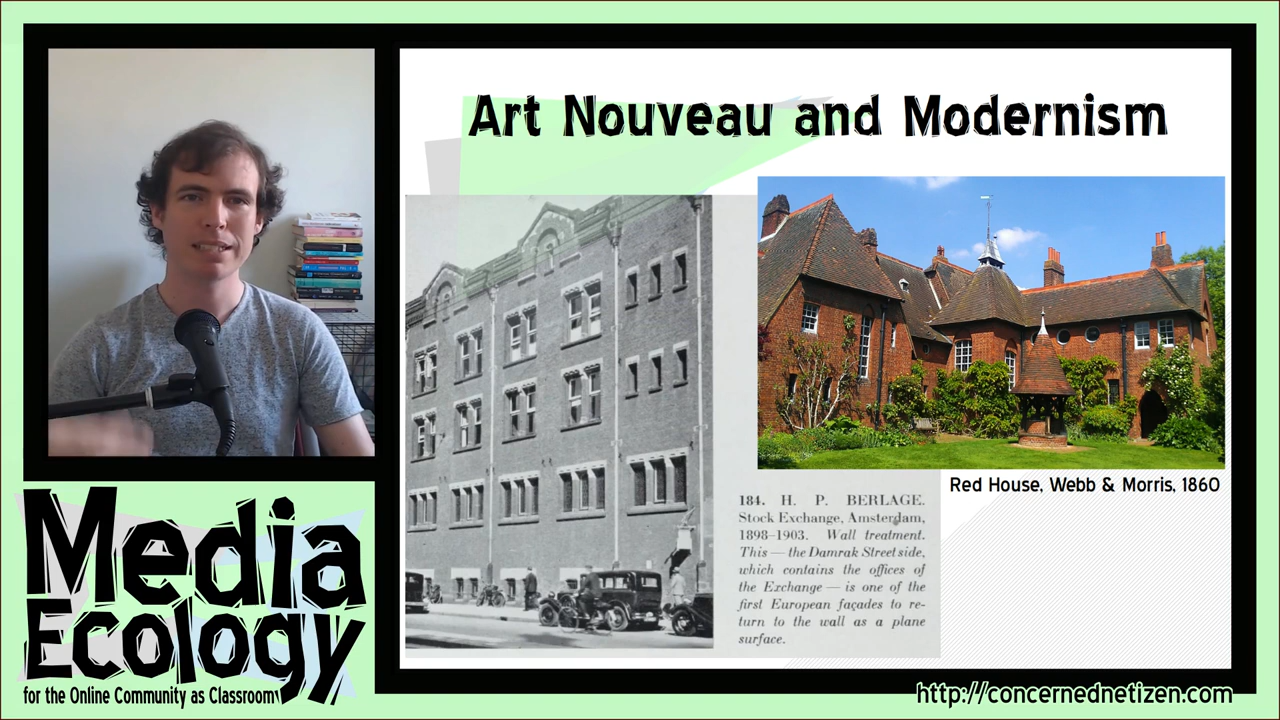 Art Nouveau and Modernism
Red House, Webb & Morris, 1860
184. H. P. BERLAGE.
Stock Exchange, Amsterdam,
1898–1903. Wall treatment.
This — the Damrak Street side,
which contains the offices of
the Exchange — is one of the
first European façades to re-
turn to the wall as a plane
surface.
Media
Ecology
for the Online Community as Classroom
http://concernednetizen.com